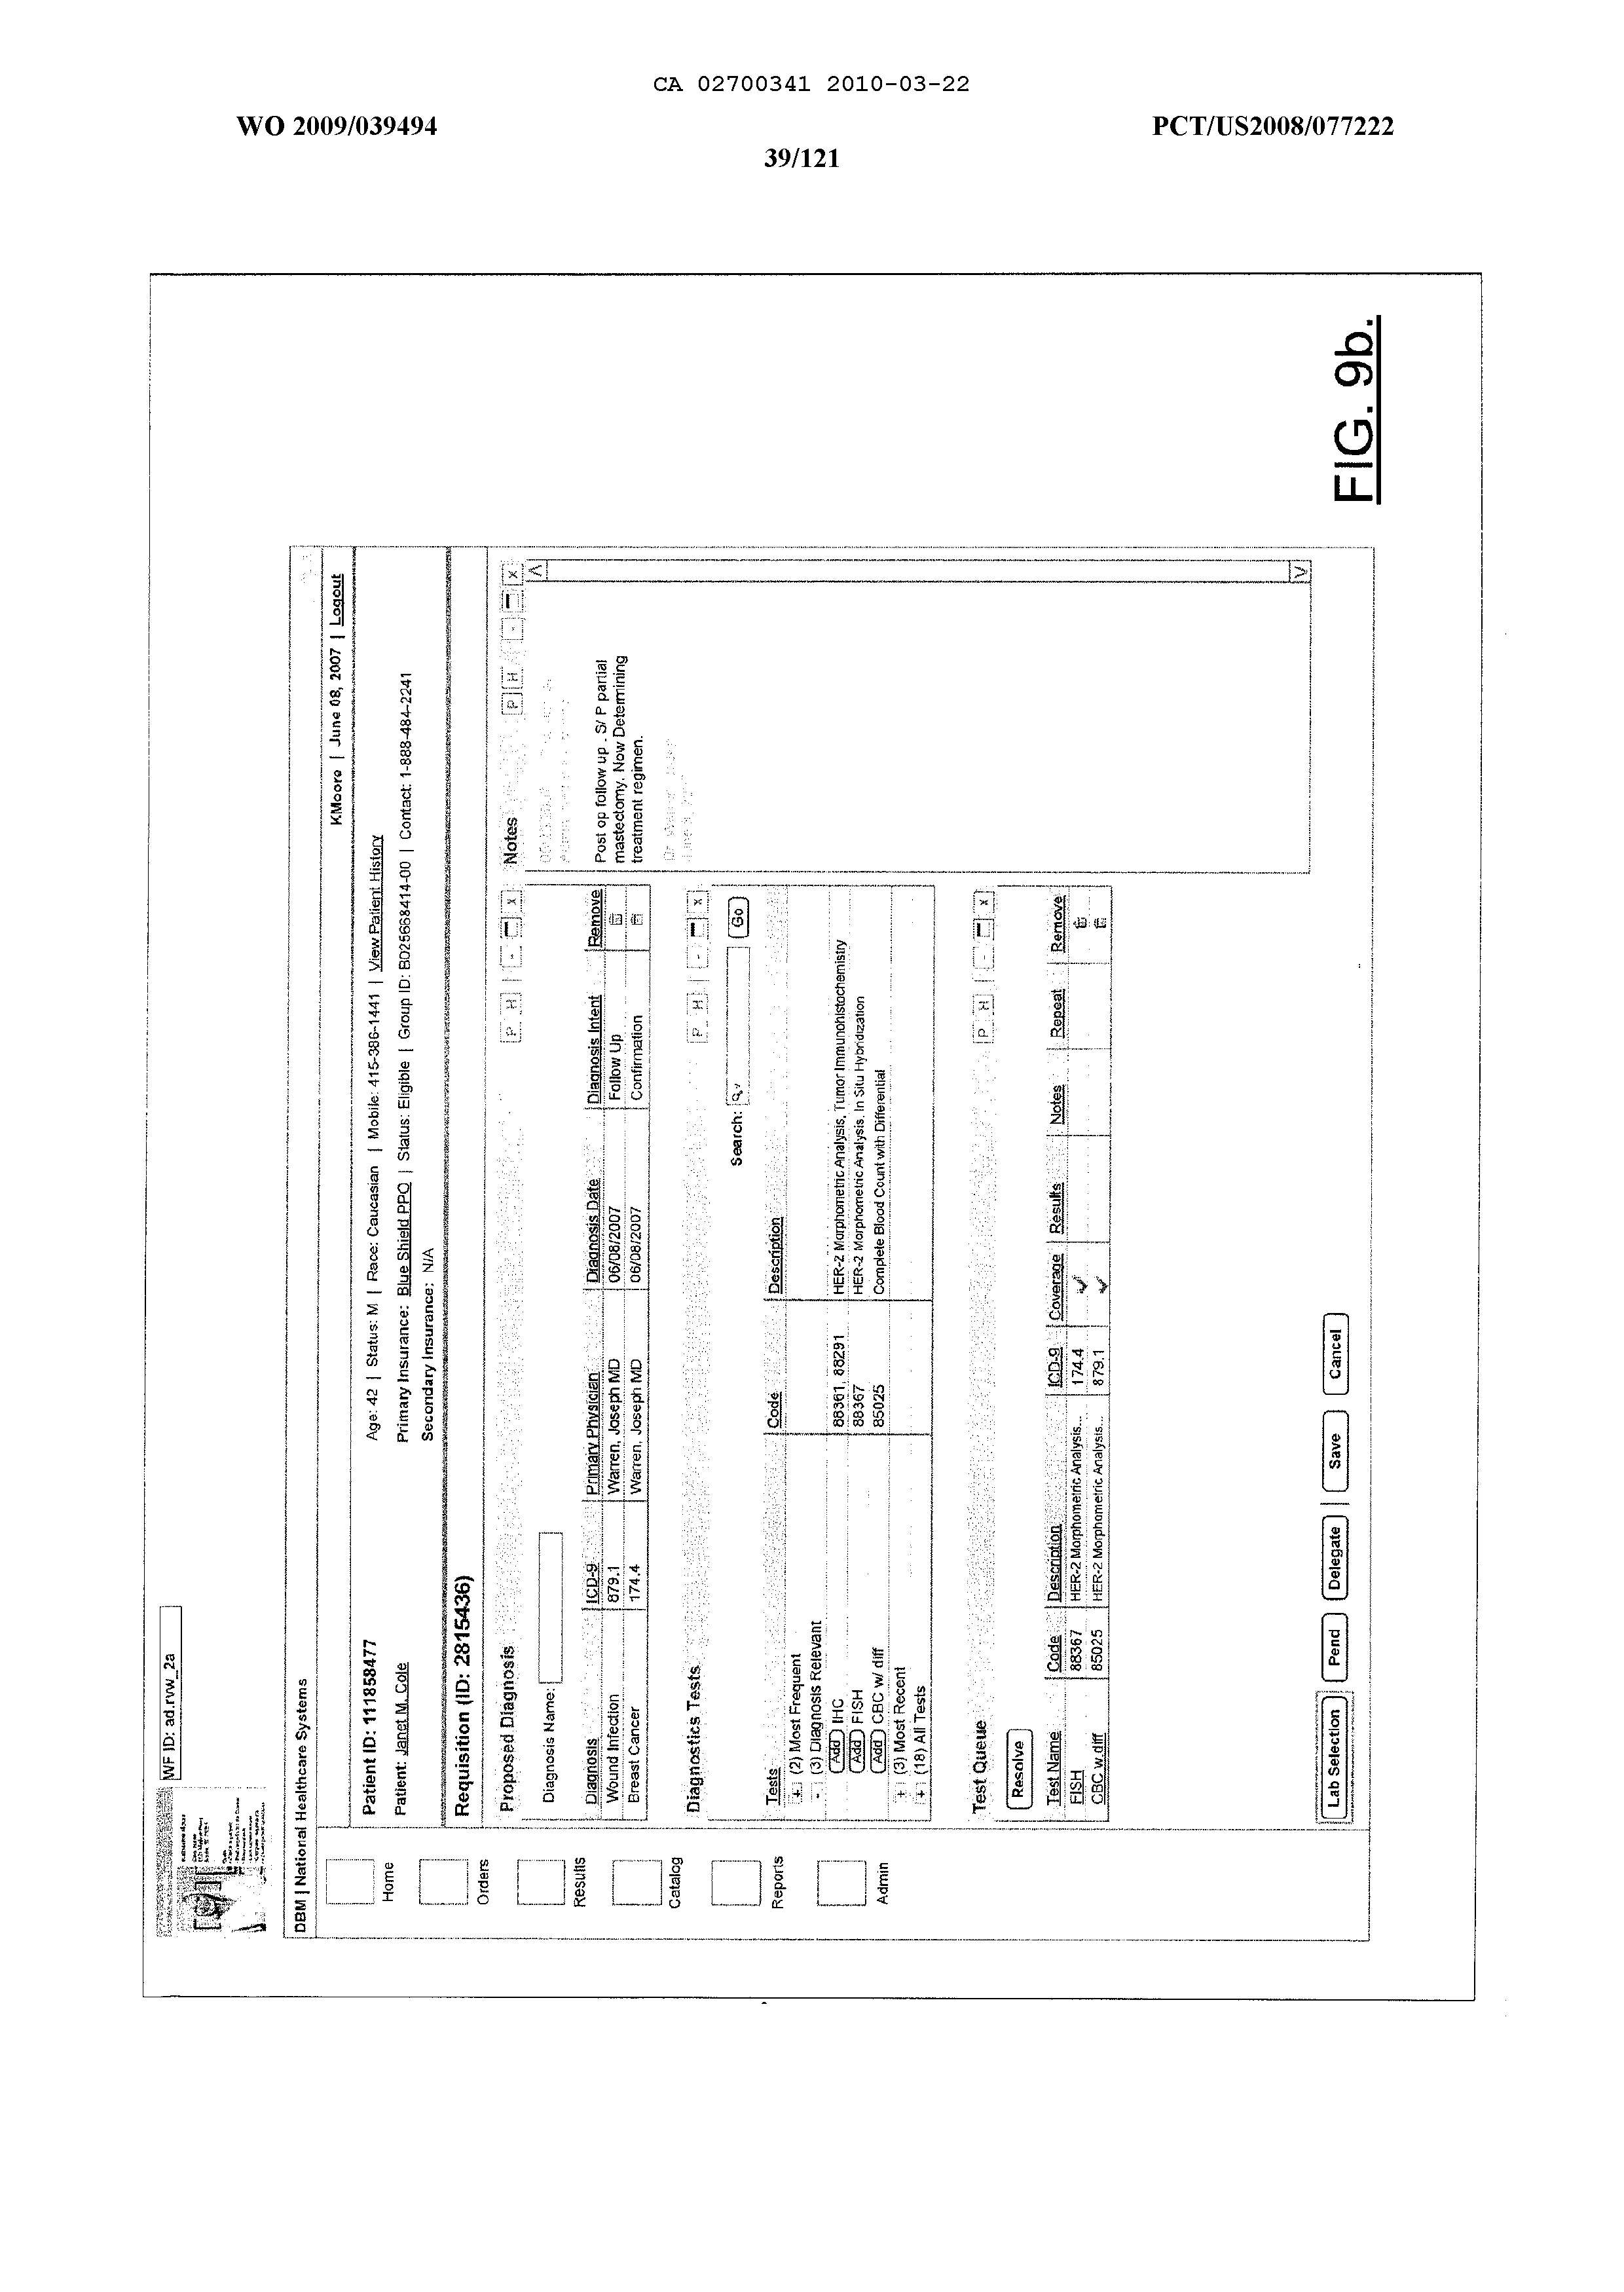 CA 02700341 2010-03-22
WO 2009/039494
PCT/US2008/077222
39/121
WF ID: ad.rvw_2a
DBM | National Healthcare Systems
KMoore | June 08, 2007 | Logout
Home
Orders
Results
Catalog
Reports
Admin
Patient ID: 111858477
Age: 42 | Status: M | Race: Caucasian | Mobile: 415-386-1441 | View Patient History
Patient: Janet M. Cole
Primary Insurance: Blue Shield PPO | Status: Eligible | Group ID: B025668414-00 | Contact: 1-888-484-2241
Secondary Insurance: N/A
Requisition (ID: 2815436)
Proposed Diagnosis
P H - x
Diagnosis Name:
Diagnosis ICD-9 Primary Physician Diagnosis Date Diagnosis Intent Remove
Wound Infection 879.1 Warren, Joseph MD 06/08/2007 Follow Up
Breast Cancer 174.4 Warren, Joseph MD 06/08/2007 Confirmation
Notes
P H - x
Post op follow up . S/ P partial
mastectomy. Now Determining
treatment regimen.
Diagnostics Tests
P H - x
Search: Go
Tests Code Description
+ (2) Most Frequent
- (3) Diagnosis Relevant
Add IHC 88361, 88291 HER-2 Morphometric Analysis, Tumor Immunohistochemistry
Add FISH 88367 HER-2 Morphometric Analysis, In Situ Hybridization
Add CBC w/ diff 85025 Complete Blood Count with Differential
+ (3) Most Recent
+ (18) All Tests
Test Queue
P H - x
Resolve
Test Name Code Description ICD-9 Coverage Results Notes Repeat Remove
FISH 88367 HER-2 Morphometric Analysis... 174.4 ✓
CBC w.diff 85025 HER-2 Morphometric Analysis... 879.1 ✓
Lab Selection Pend Delegate | Save Cancel
FIG. 9b.